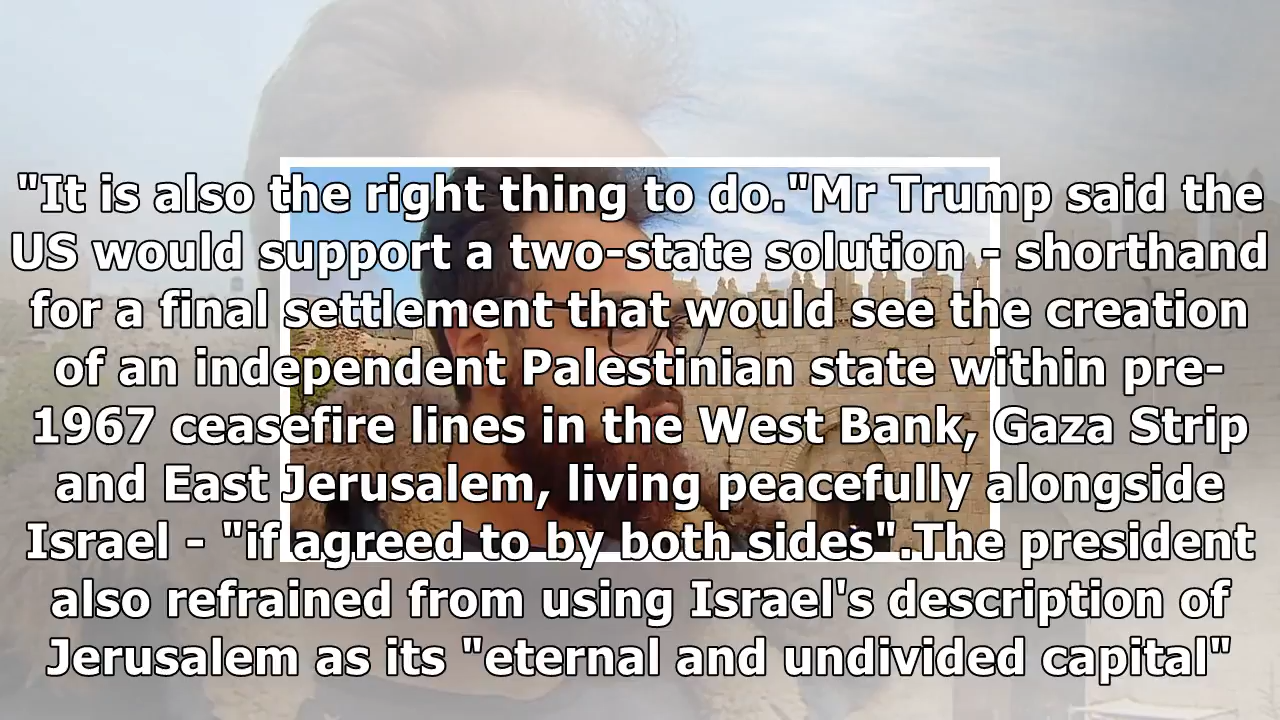 "It is also the right thing to do."Mr Trump said the
US would support a two-state solution - shorthand
for a final settlement that would see the creation
of an independent Palestinian state within pre-
1967 ceasefire lines in the West Bank, Gaza Strip
and East Jerusalem, living peacefully alongside
Israel - "if agreed to by both sides".The president
also refrained from using Israel's description of
Jerusalem as its "eternal and undivided capital"